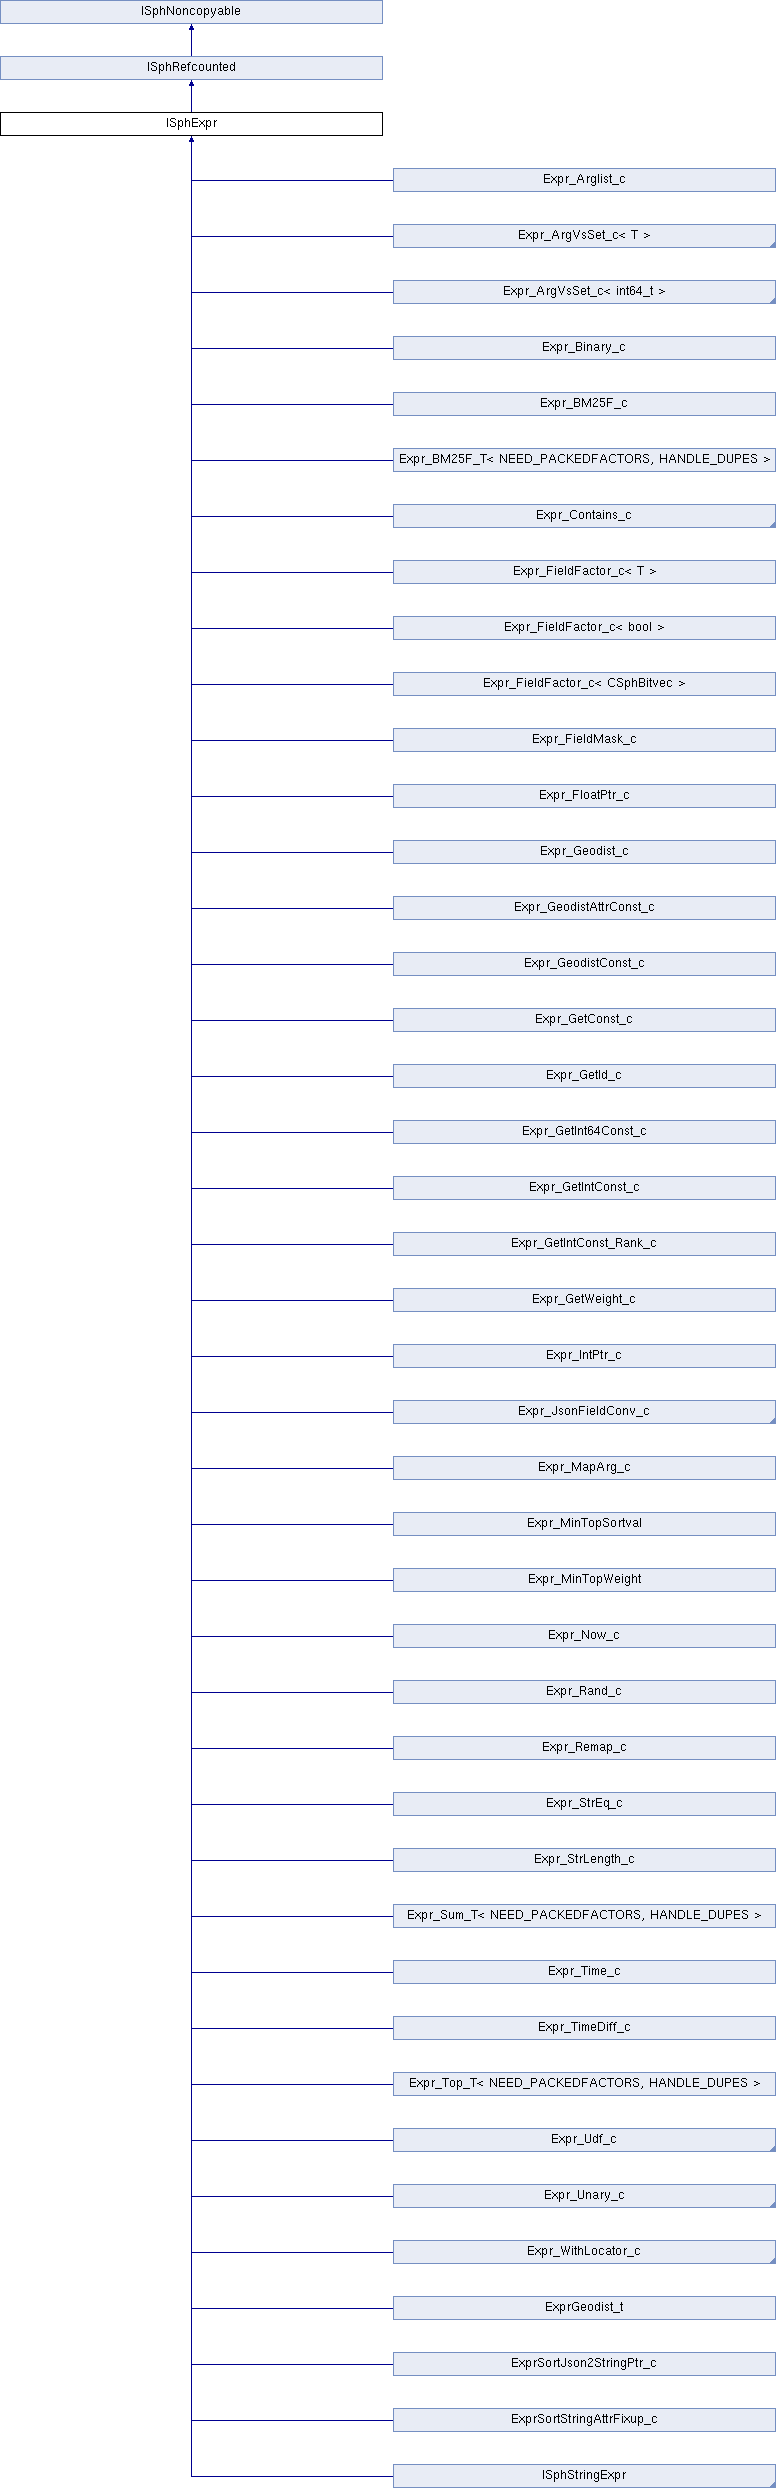 ISphNoncopyable
ISphRefcounted
ISphExpr
Expr_Arglist_c
Expr_ArgVsSet_c< T >
Expr_ArgVsSet_c< int64_t >
Expr_Binary_c
Expr_BM25F_c
Expr_BM25F_T< NEED_PACKEDFACTORS, HANDLE_DUPES >
Expr_Contains_c
Expr_FieldFactor_c< T >
Expr_FieldFactor_c< bool >
Expr_FieldFactor_c< CSphBitvec >
Expr_FieldMask_c
Expr_FloatPtr_c
Expr_Geodist_c
Expr_GeodistAttrConst_c
Expr_GeodistConst_c
Expr_GetConst_c
Expr_GetId_c
Expr_GetInt64Const_c
Expr_GetIntConst_c
Expr_GetIntConst_Rank_c
Expr_GetWeight_c
Expr_IntPtr_c
Expr_JsonFieldConv_c
Expr_MapArg_c
Expr_MinTopSortval
Expr_MinTopWeight
Expr_Now_c
Expr_Rand_c
Expr_Remap_c
Expr_StrEq_c
Expr_StrLength_c
Expr_Sum_T< NEED_PACKEDFACTORS, HANDLE_DUPES >
Expr_Time_c
Expr_TimeDiff_c
Expr_Top_T< NEED_PACKEDFACTORS, HANDLE_DUPES >
Expr_Udf_c
Expr_Unary_c
Expr_WithLocator_c
ExprGeodist_t
ExprSortJson2StringPtr_c
ExprSortStringAttrFixup_c
ISphStringExpr